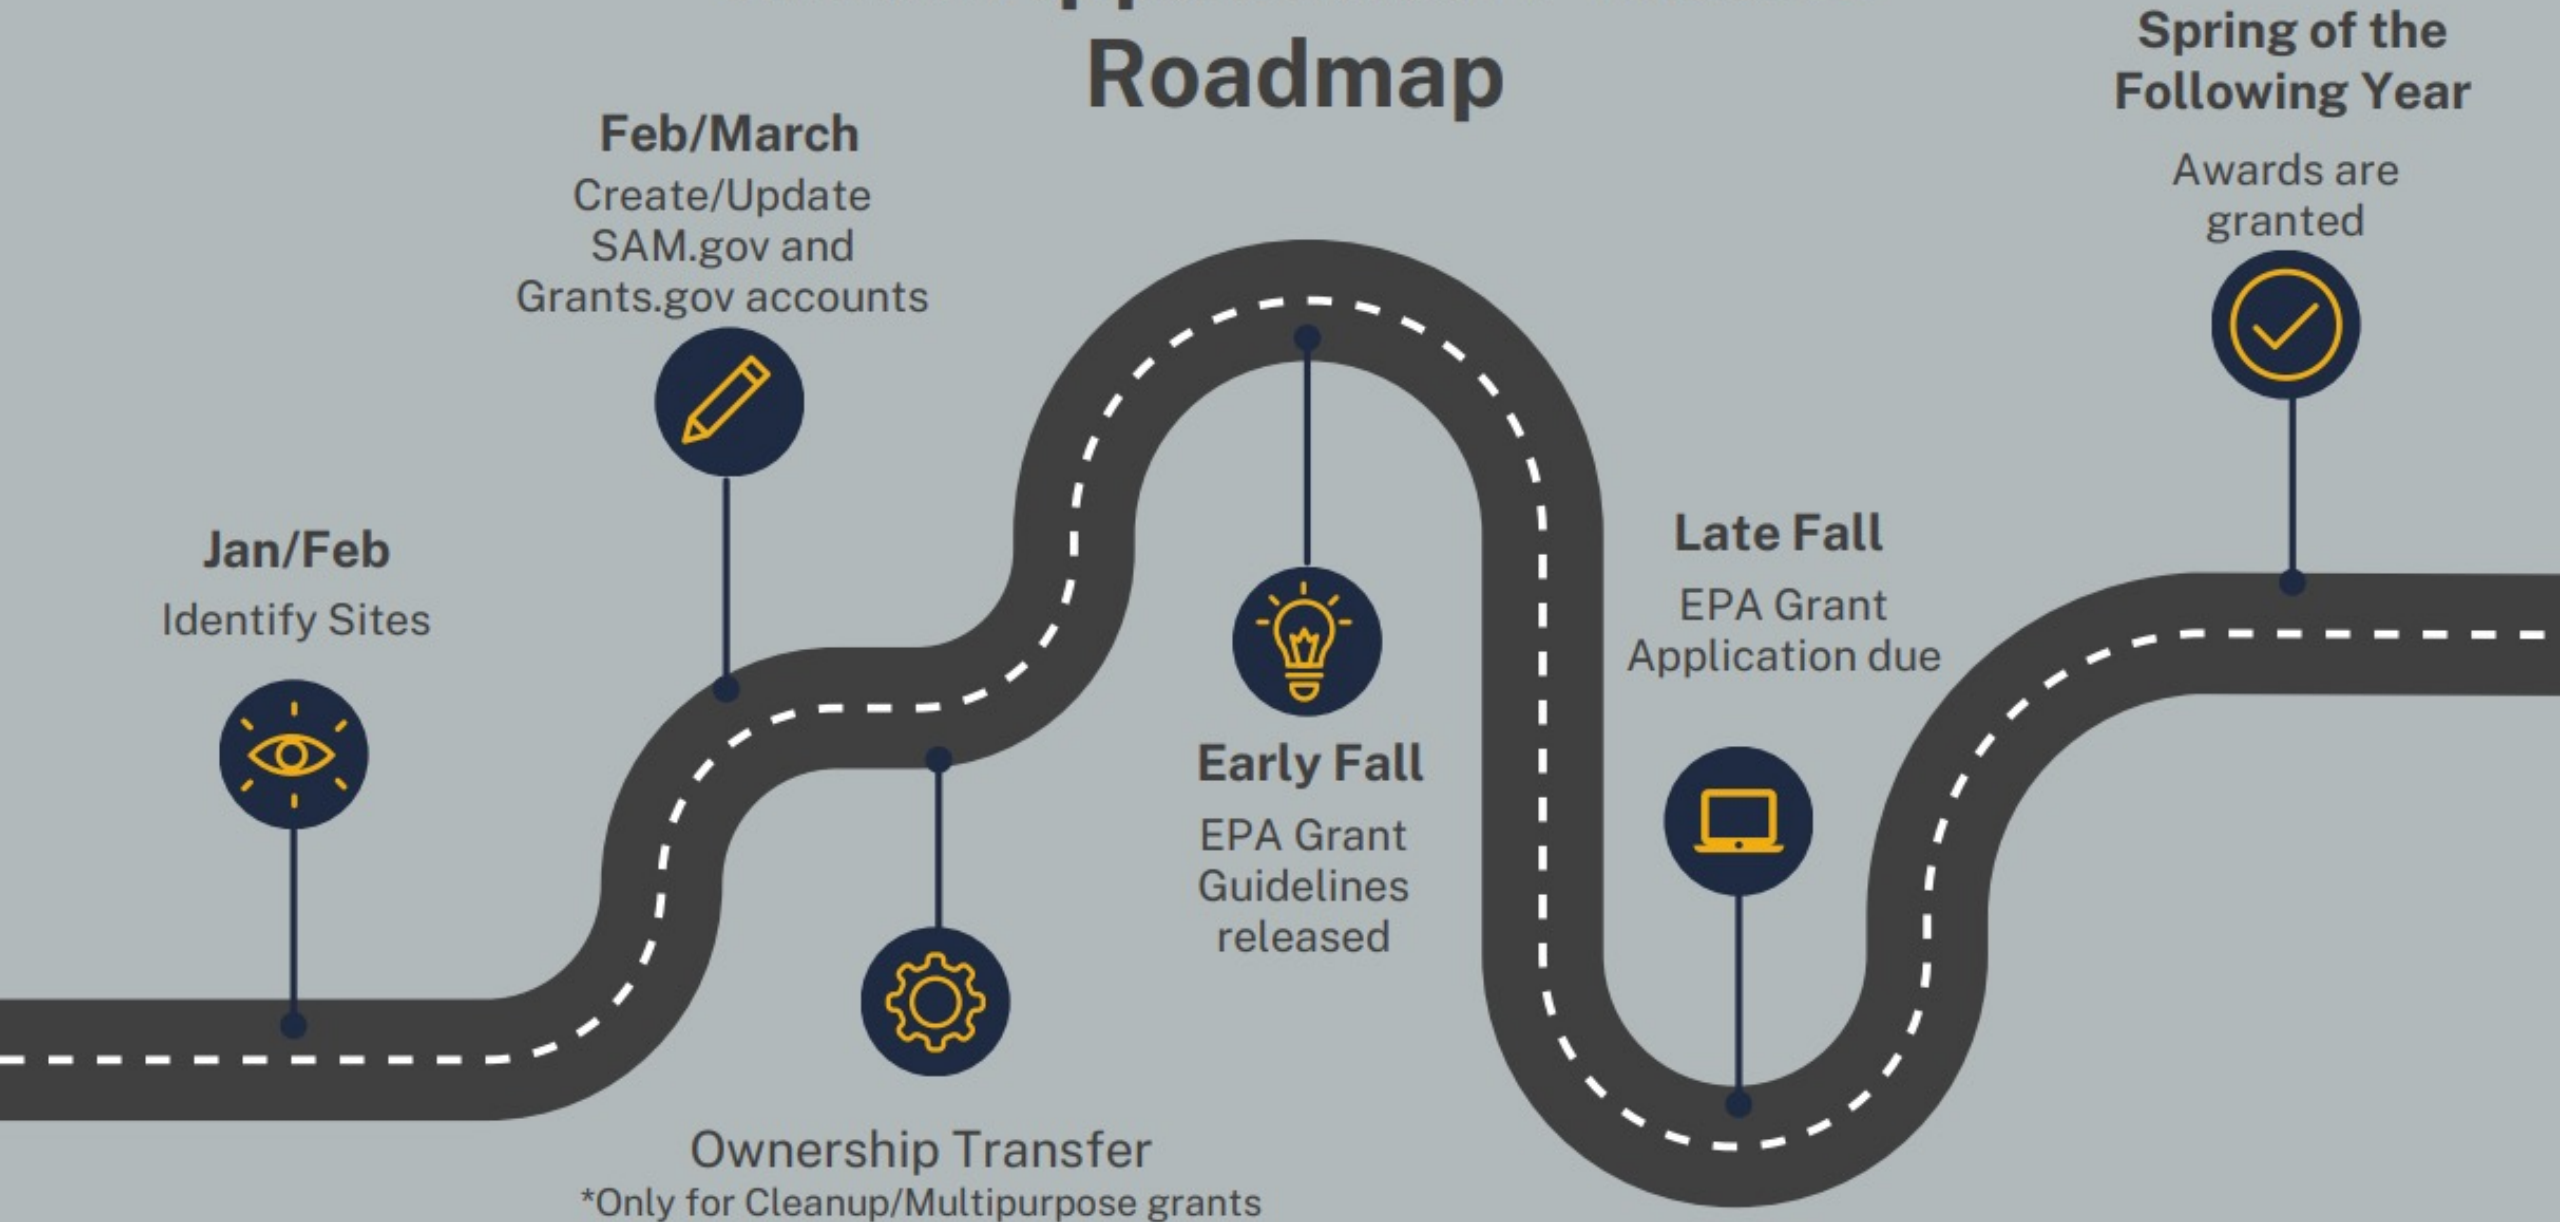 Roadmap
Spring of the
Following Year
Awards are
granted
Feb/March
Create/Update
SAM.gov and
Grants.gov accounts
Jan/Feb
Identify Sites
Late Fall
EPA Grant
Application due
Early Fall
EPA Grant
Guidelines
released
Ownership Transfer
*Only for Cleanup/Multipurpose grants